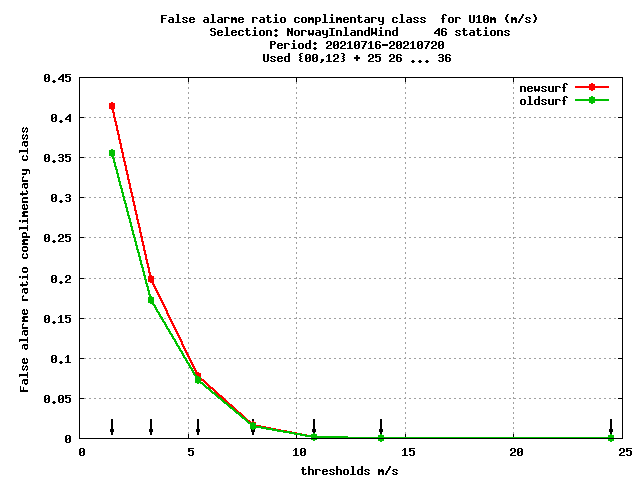 False alarme ratio complimentary class  for U10m (m/s)
Selection: NorwayInlandWind     46 stations
Period: 20210716-20210720
Used {00,12} + 25 26 ... 36
newsurf
oldsurf
False alarme ratio complimentary class
0.45
0.4
0.35
0.3
0.25
0.2
0.15
0.1
0.05
0
0 5 10 15 20 25
thresholds m/s